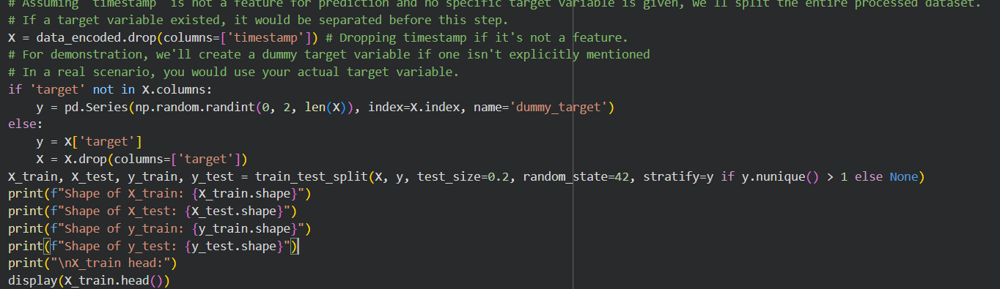 # Assuming `timestamp` is not a feature for prediction and no specific target variable is given, we'll split the entire processed dataset.
# If a target variable existed, it would be separated before this step.
X = data_encoded.drop(columns=['timestamp']) # Dropping timestamp if it's not a feature.
# For demonstration, we'll create a dummy target variable if one isn't explicitly mentioned
# In a real scenario, you would use your actual target variable.
if 'target' not in X.columns:
    y = pd.Series(np.random.randint(0, 2, len(X)), index=X.index, name='dummy_target')
else:
    y = X['target']
    X = X.drop(columns=['target'])
X_train, X_test, y_train, y_test = train_test_split(X, y, test_size=0.2, random_state=42, stratify=y if y.nunique() > 1 else None)
print(f"Shape of X_train: {X_train.shape}")
print(f"Shape of X_test: {X_test.shape}")
print(f"Shape of y_train: {y_train.shape}")
print(f"Shape of y_test: {y_test.shape}")
print("\nX_train head:")
display(X_train.head())